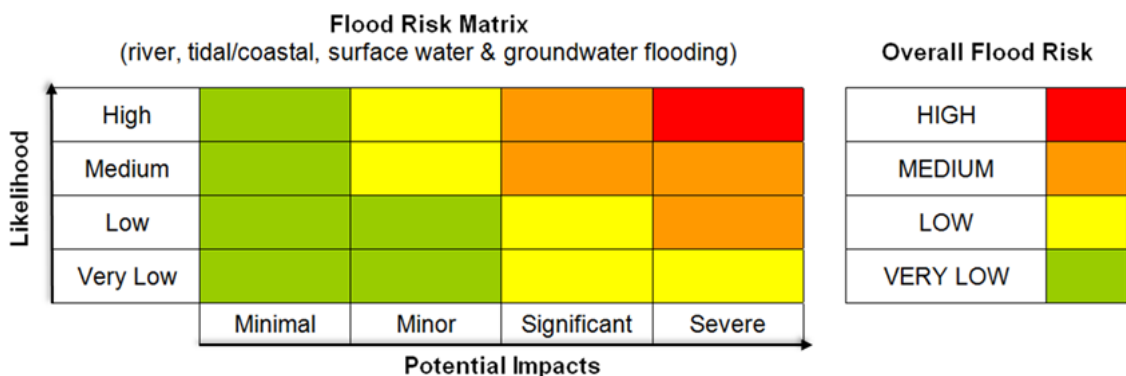 Flood Risk Matrix
(river, tidal/coastal, surface water & groundwater flooding)
Likelihood
High
Medium
Low
Very Low
Minimal Minor Significant Severe
Potential Impacts
Overall Flood Risk
HIGH
MEDIUM
LOW
VERY LOW